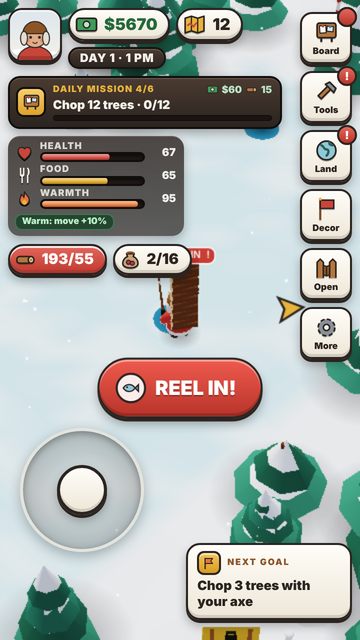 $5670
12
DAY 1 · 1 PM
DAILY MISSION 4/6
$60
15
Chop 12 trees · 0/12
HEALTH
67
FOOD
65
WARMTH
95
Warm: move +10%
193/55
2/16
IN !
REEL IN!
Board
!
Tools
!
Land
Decor
Open
More
NEXT GOAL
Chop 3 trees with
your axe